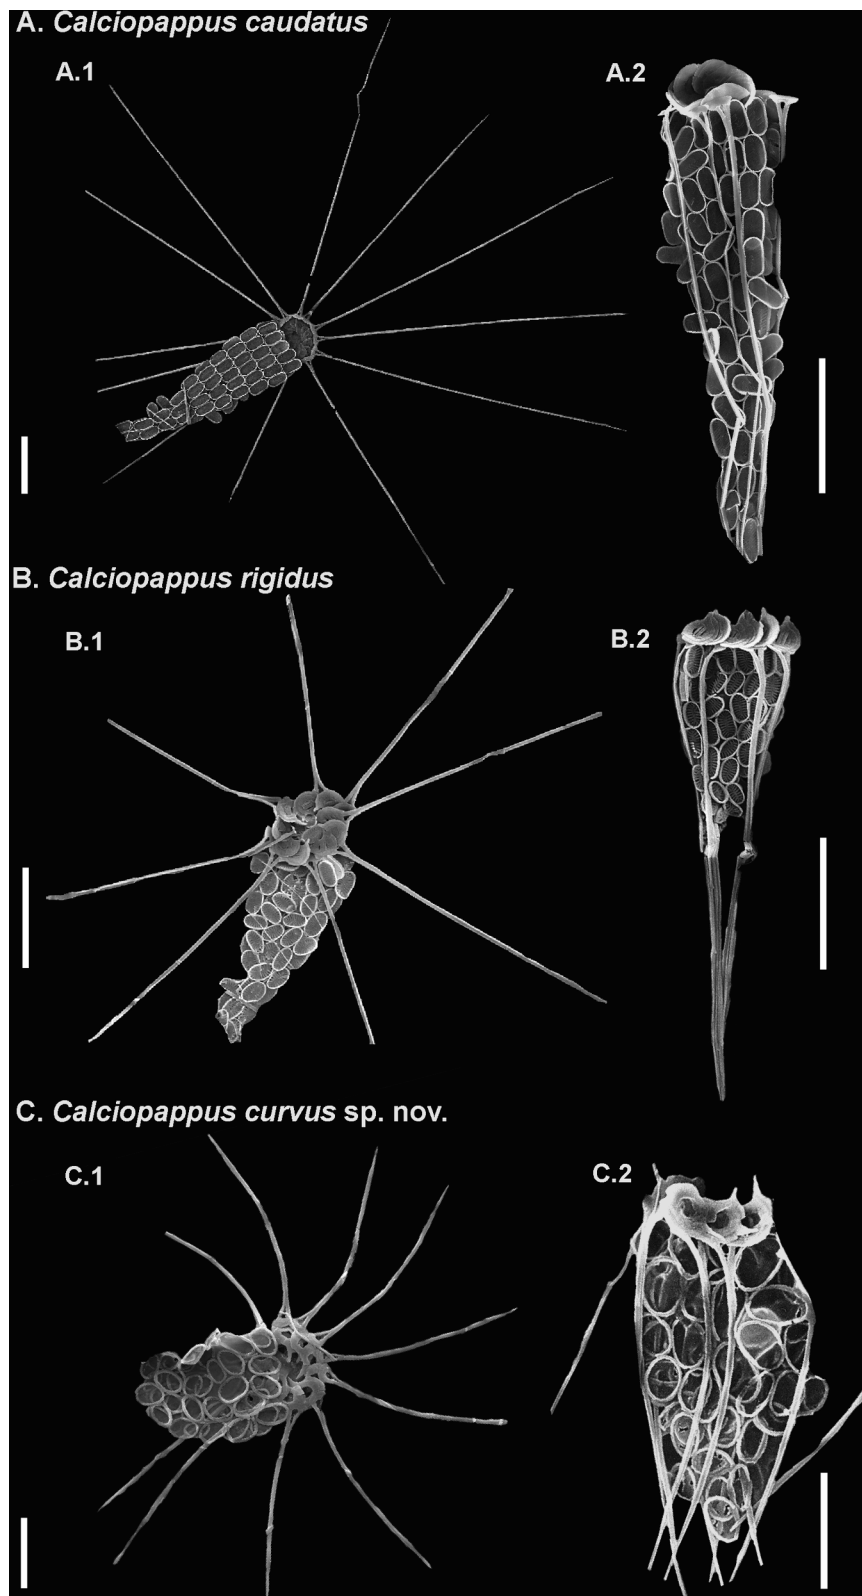 A. Calciopappus caudatus
A.1
A.2
B. Calciopappus rigidus
B.1
B.2
C. Calciopappus curvus sp. nov.
C.1
C.2